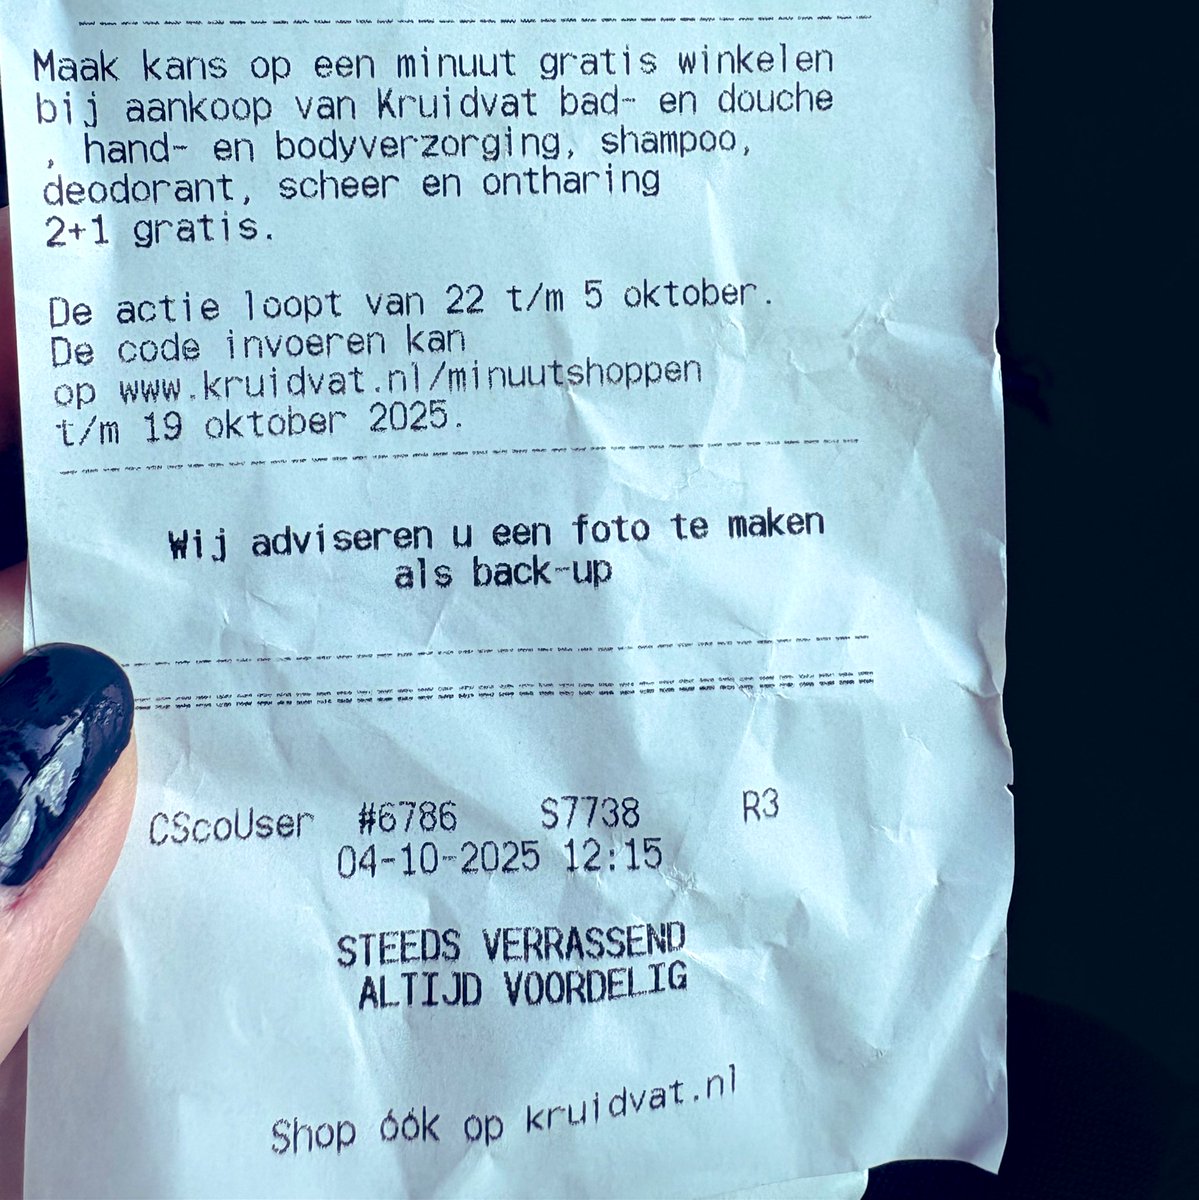 Maak kans op een minuut gratis winkelen
bij aankoop van Kruidvat bad- en douche
, hand- en bodyverzorging, shampoo,
deodorant, scheer en ontharing
2+1 gratis.
De actie loopt van 22 t/m 5 oktober.
De code invoeren kan
op www.kruidvat.nl/minuutshoppen
t/m 19 oktober 2025.
Wij adviseren u een foto te maken
als back-up
CScoUser #6786 S7738 R3
04-10-2025 12:15
STEEDS VERRASSEND
ALTIJD VOORDELIG
Shop óók op kruidvat.nl